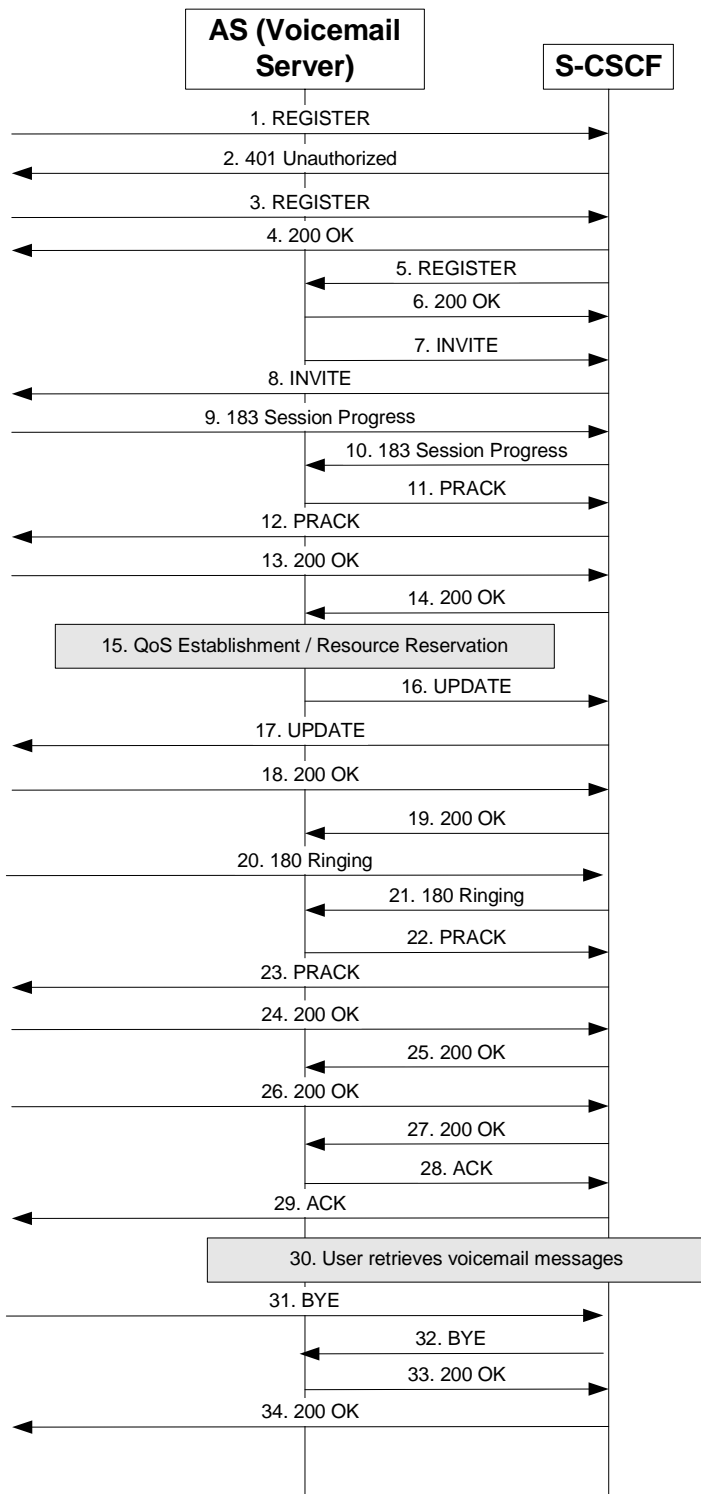 AS (Voicemail
Server)
S-CSCF
1. REGISTER
2. 401 Unauthorized
3. REGISTER
4. 200 OK
5. REGISTER
6. 200 OK
7. INVITE
8. INVITE
9. 183 Session Progress
10. 183 Session Progress
11. PRACK
12. PRACK
13. 200 OK
14. 200 OK
15. QoS Establishment / Resource Reservation
16. UPDATE
17. UPDATE
18. 200 OK
19. 200 OK
20. 180 Ringing
21. 180 Ringing
22. PRACK
23. PRACK
24. 200 OK
25. 200 OK
26. 200 OK
27. 200 OK
28. ACK
29. ACK
30. User retrieves voicemail messages
31. BYE
32. BYE
33. 200 OK
34. 200 OK